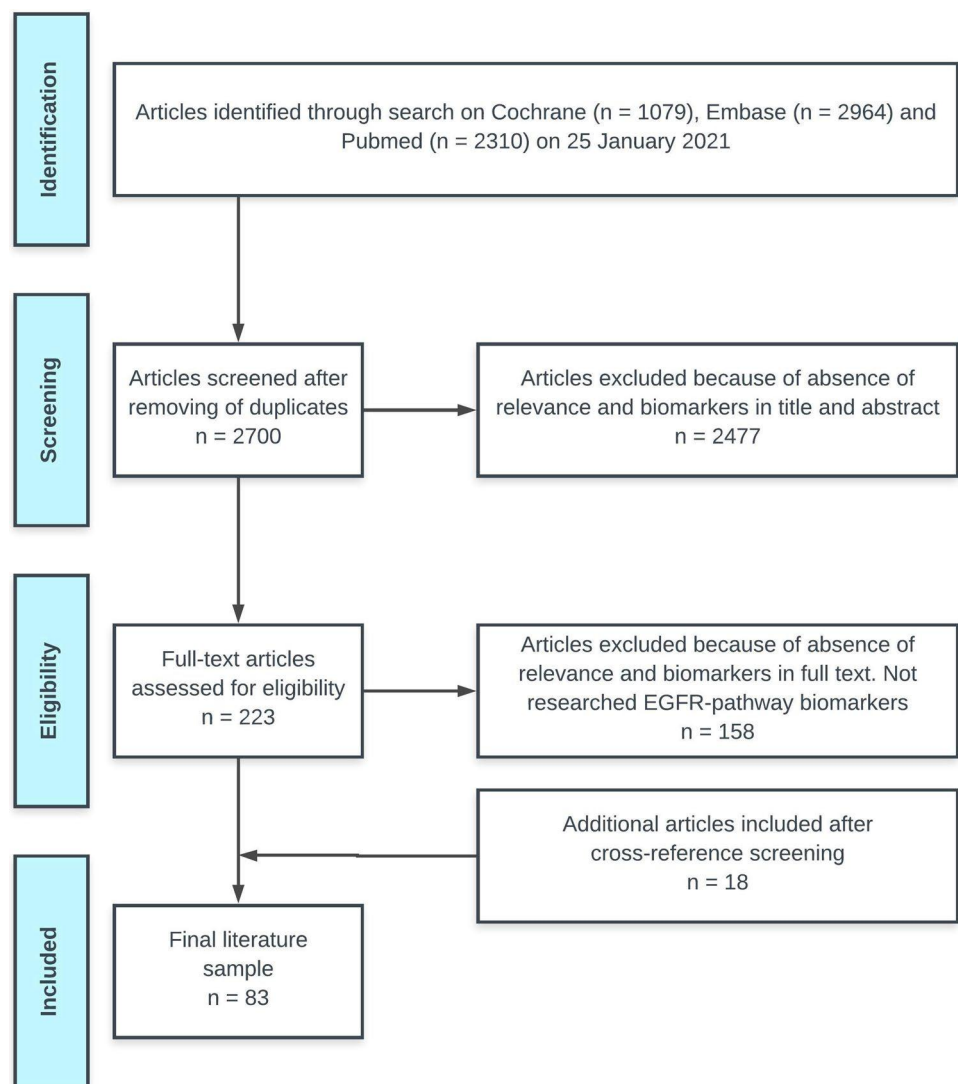 Identification
Articles identified through search on Cochrane (n = 1079), Embase (n = 2964) and
Pubmed (n = 2310) on 25 January 2021
Screening
Articles screened after
removing of duplicates
n = 2700
Articles excluded because of absence of
relevance and biomarkers in title and abstract
n = 2477
Eligibility
Full-text articles
assessed for eligibility
n = 223
Articles excluded because of absence of
relevance and biomarkers in full text. Not
researched EGFR-pathway biomarkers
n = 158
Additional articles included after
cross-reference screening
n = 18
Included
Final literature
sample
n = 83